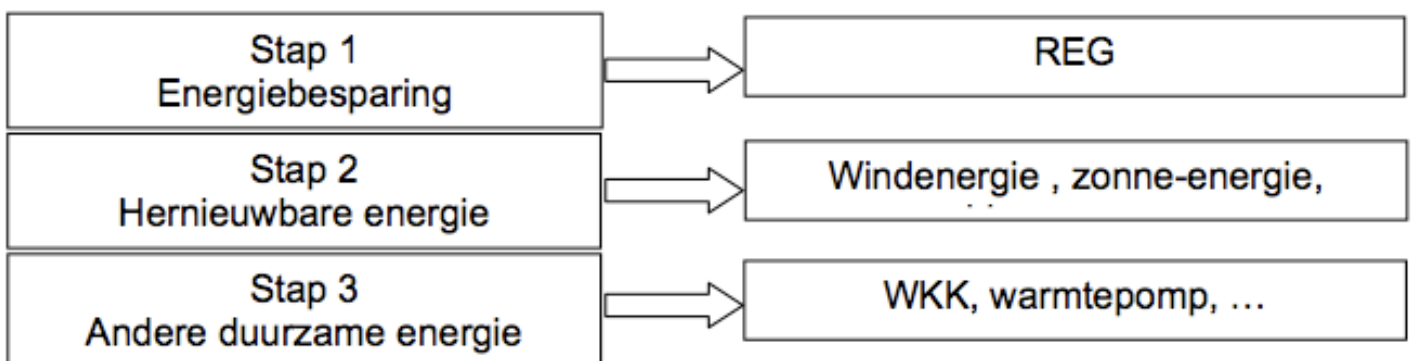 Stap 1
Energiebesparing
REG
Stap 2
Hernieuwbare energie
Windenergie , zonne-energie,
Stap 3
Andere duurzame energie
WKK, warmtepomp, …